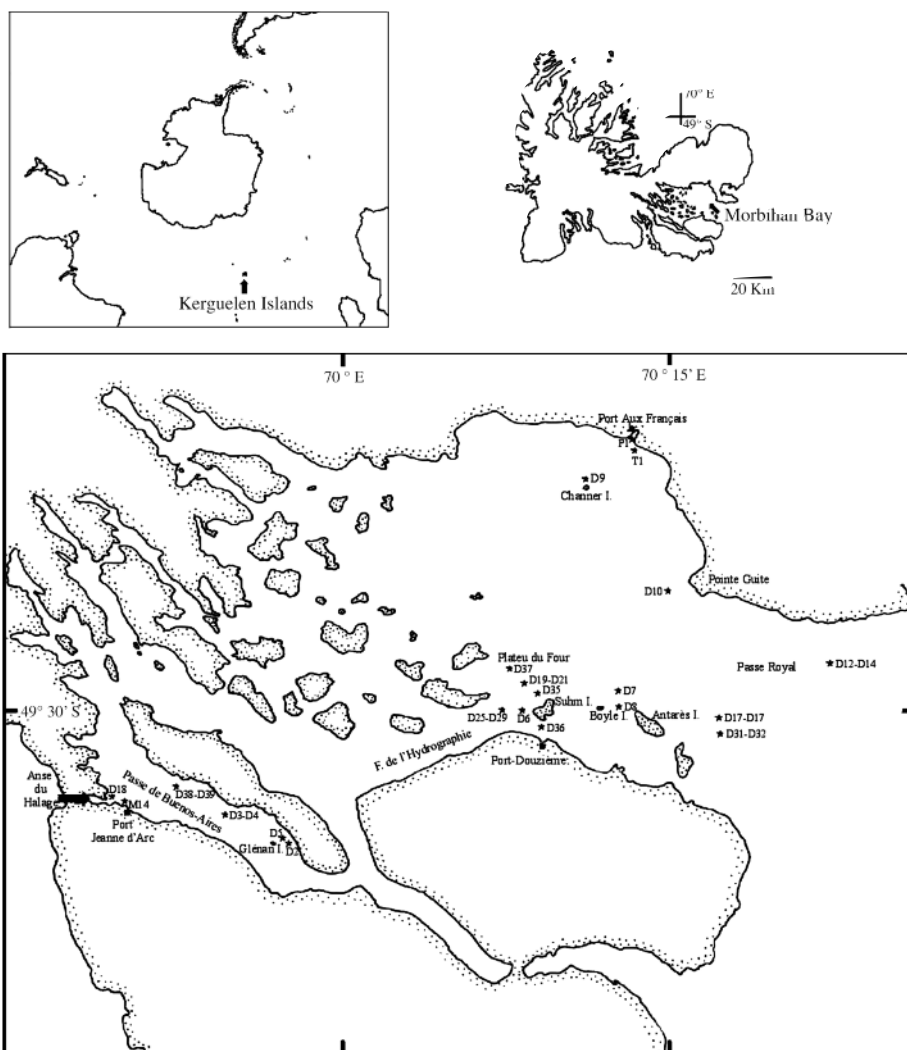 Kerguelen Islands
70° E
49° S
Morbihan Bay
20 Km
70 ° E
70 ° 15' E
Port Aux Français
P1
T1
D9
Channer I.
Pointe Guite
D10
Passe Royal
D12-D14
Plateu du Four
D37
D19-D21
D35
D7
Suhm I.
49° 30' S
D25-D29
D6
D8
Boyle I.
Antarès I.
D17-D17
D36
D31-D32
F. de l'Hydrographie
Port-Douzième
Anse
du
Halage
D18
M14
Passe de Buenos-Aires
D38-D39
D3-D4
Port
Jeanne d'Arc
D5
Glénan I.
D2